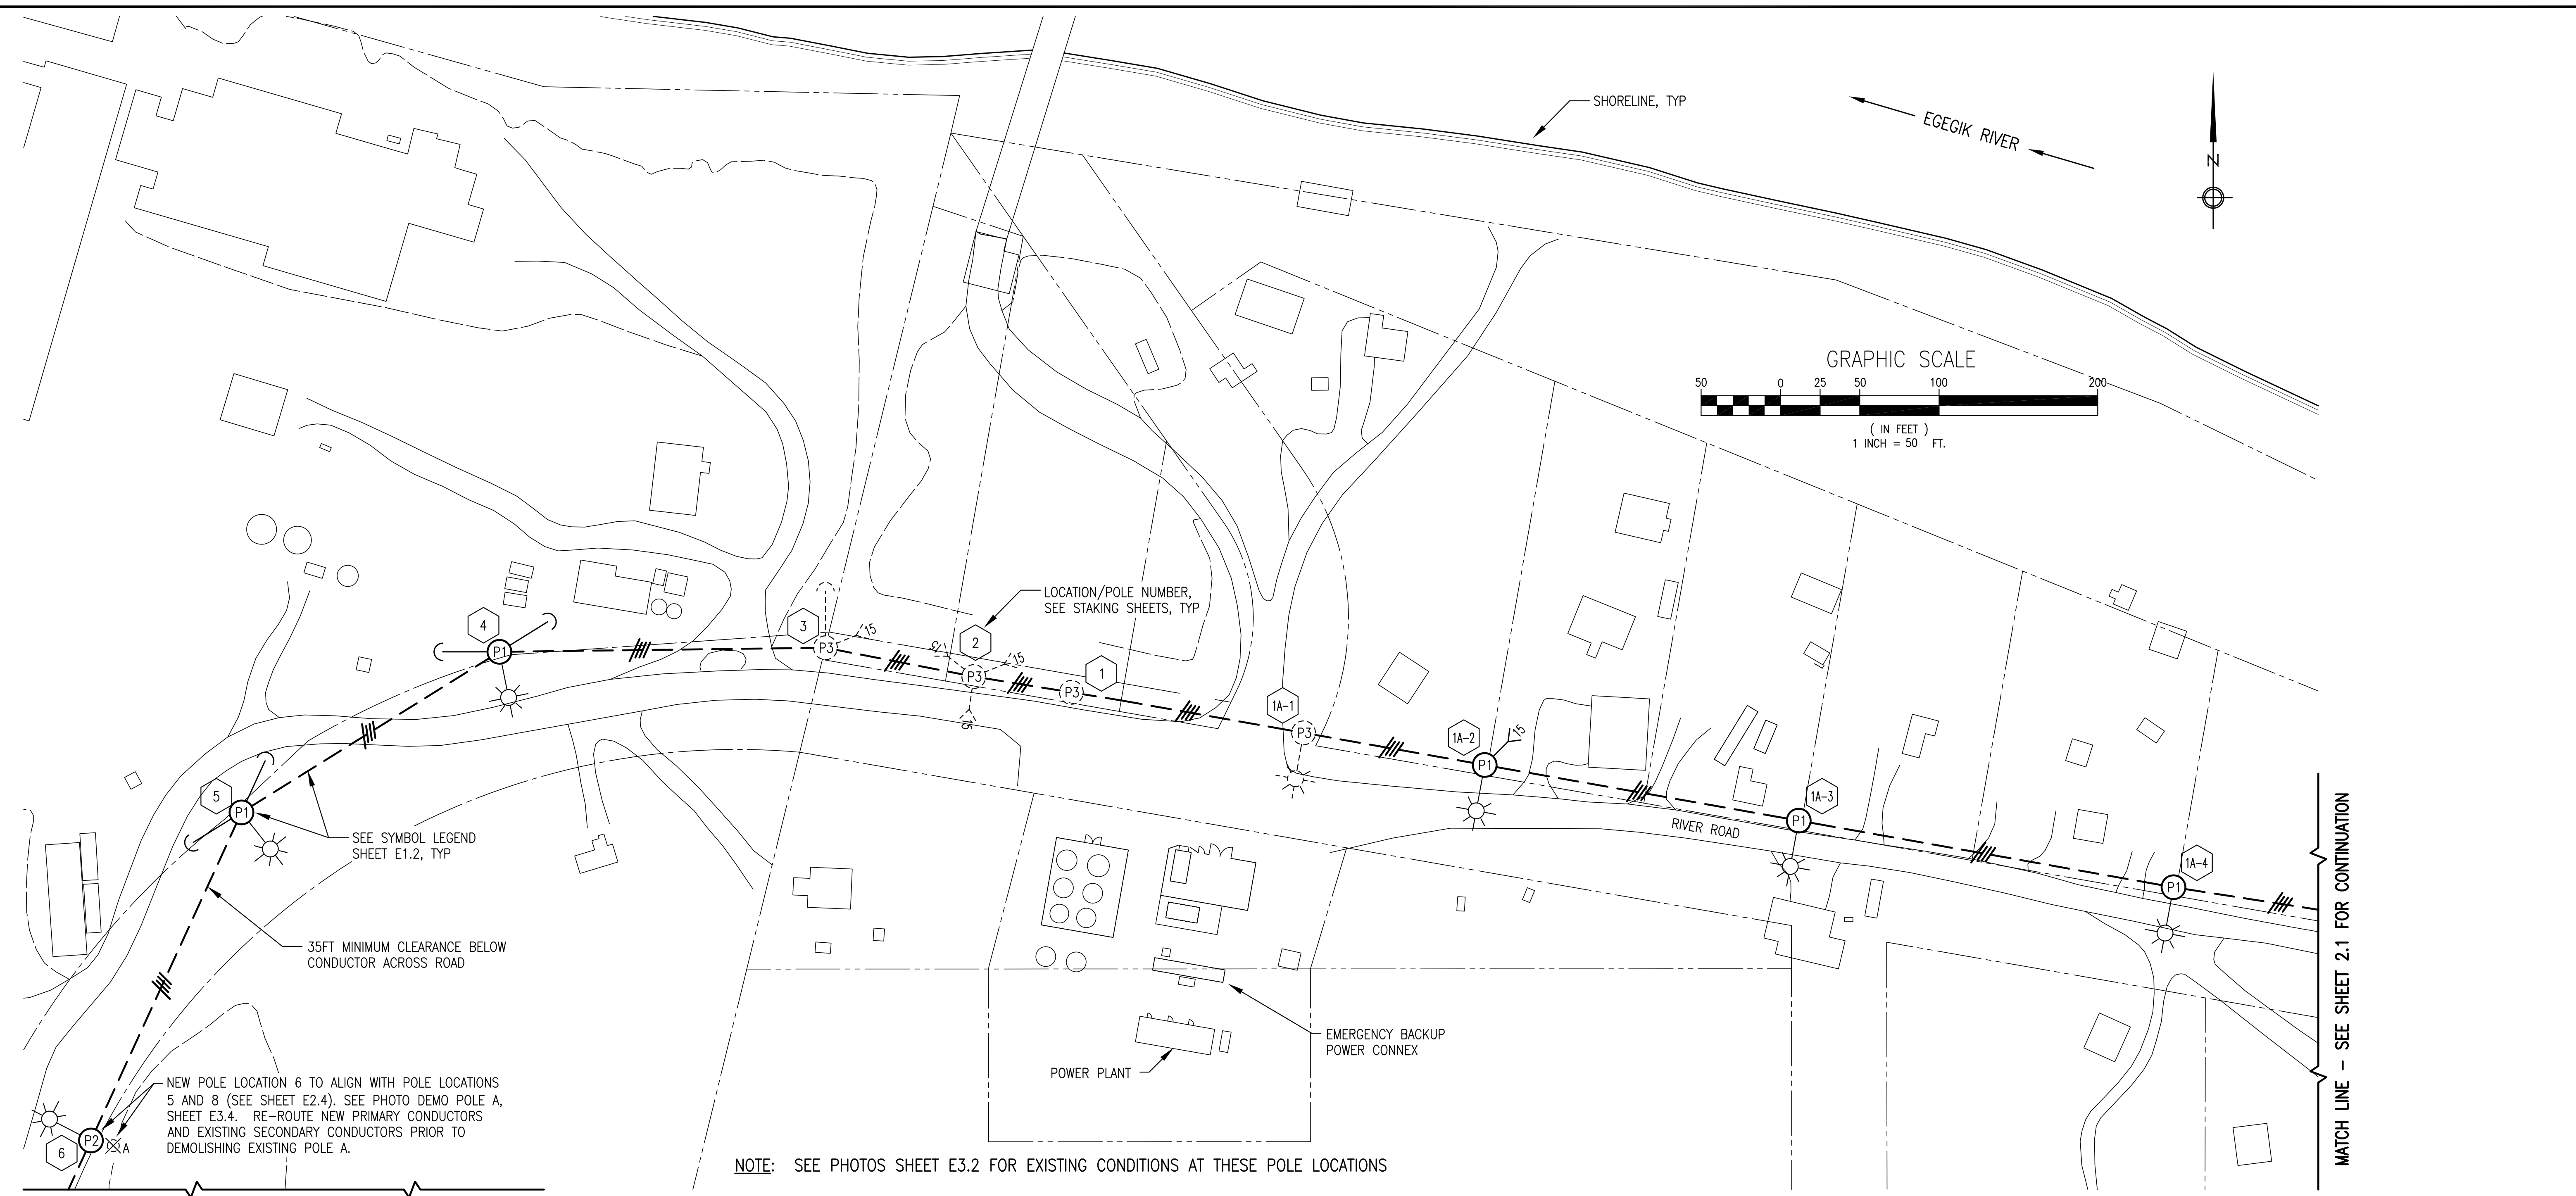 SHORELINE, TYP
EGEGIK RIVER
N
GRAPHIC SCALE
50 0 25 50 100 200
( IN FEET )
1 INCH = 50 FT.
LOCATION/POLE NUMBER,
SEE STAKING SHEETS, TYP
4
P1
3
P3
15
2
P3
15
15
15
1
P3
1A-1
P3
1A-2
P1
15
1A-3
P1
1A-4
P1
RIVER ROAD
5
P1
SEE SYMBOL LEGEND
SHEET E1.2, TYP
35FT MINIMUM CLEARANCE BELOW
CONDUCTOR ACROSS ROAD
EMERGENCY BACKUP
POWER CONNEX
POWER PLANT
NEW POLE LOCATION 6 TO ALIGN WITH POLE LOCATIONS
5 AND 8 (SEE SHEET E2.4). SEE PHOTO DEMO POLE A,
SHEET E3.4. RE-ROUTE NEW PRIMARY CONDUCTORS
AND EXISTING SECONDARY CONDUCTORS PRIOR TO
DEMOLISHING EXISTING POLE A.
P2
A
6
NOTE: SEE PHOTOS SHEET E3.2 FOR EXISTING CONDITIONS AT THESE POLE LOCATIONS
MATCH LINE - SEE SHEET 2.1 FOR CONTINUATION